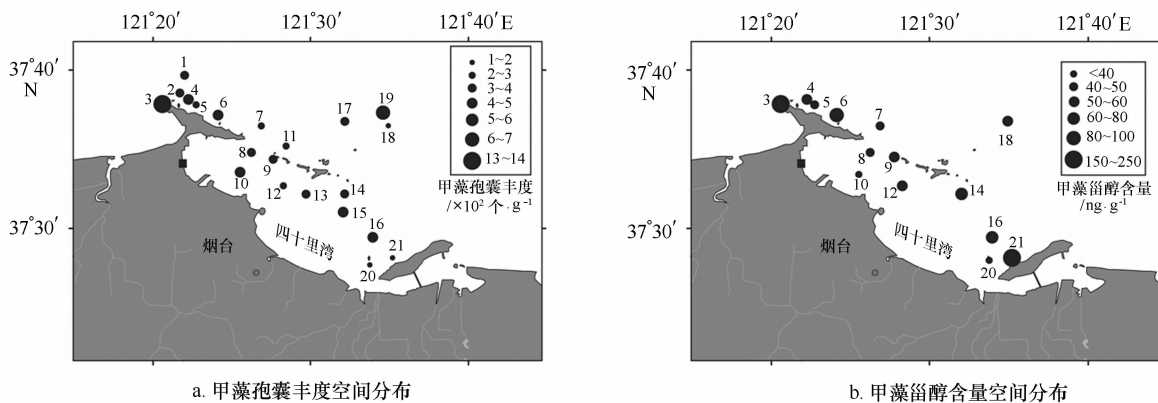 121°20′ 121°30′ 121°40′ E
37°40′
N
37°30′
1
2 4
3 5 6
7
8 9
10
11
12 13
14
15
16
17
18
19
20
21
1~2
2~3
3~4
4~5
5~6
6~7
13~14
甲藻孢囊丰度
/×10² 个·g⁻¹
烟台
四十里湾
a. 甲藻孢囊丰度空间分布
121°20′ 121°30′ 121°40′ E
37°40′
N
37°30′
3 4 5 6
7
8
9
10
12
14
16
18
20
21
<40
40~50
50~60
60~80
80~100
150~250
甲藻甾醇含量
/ng·g⁻¹
烟台
四十里湾
b. 甲藻甾醇含量空间分布